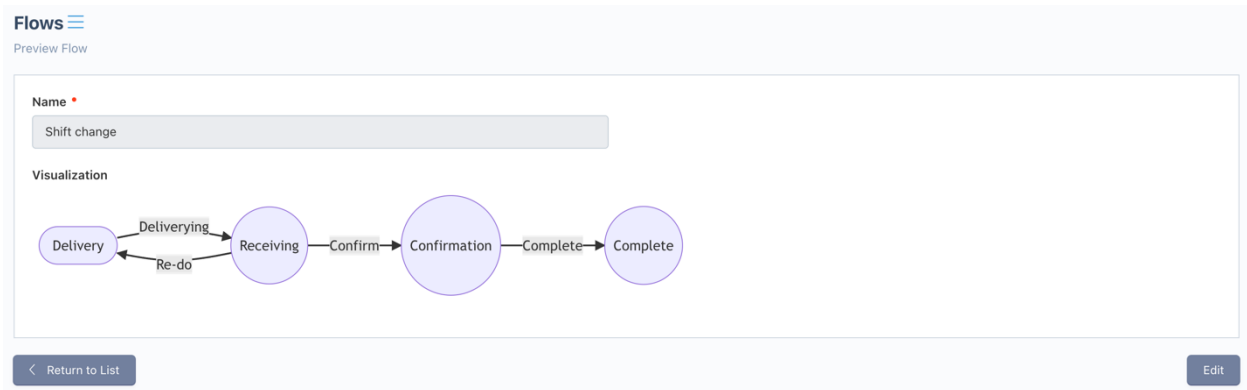 Flows
Preview Flow
Name *
Shift change
Visualization
Delivery
Deliverying
Re-do
Receiving
Confirm
Confirmation
Complete
Complete
Return to List
Edit